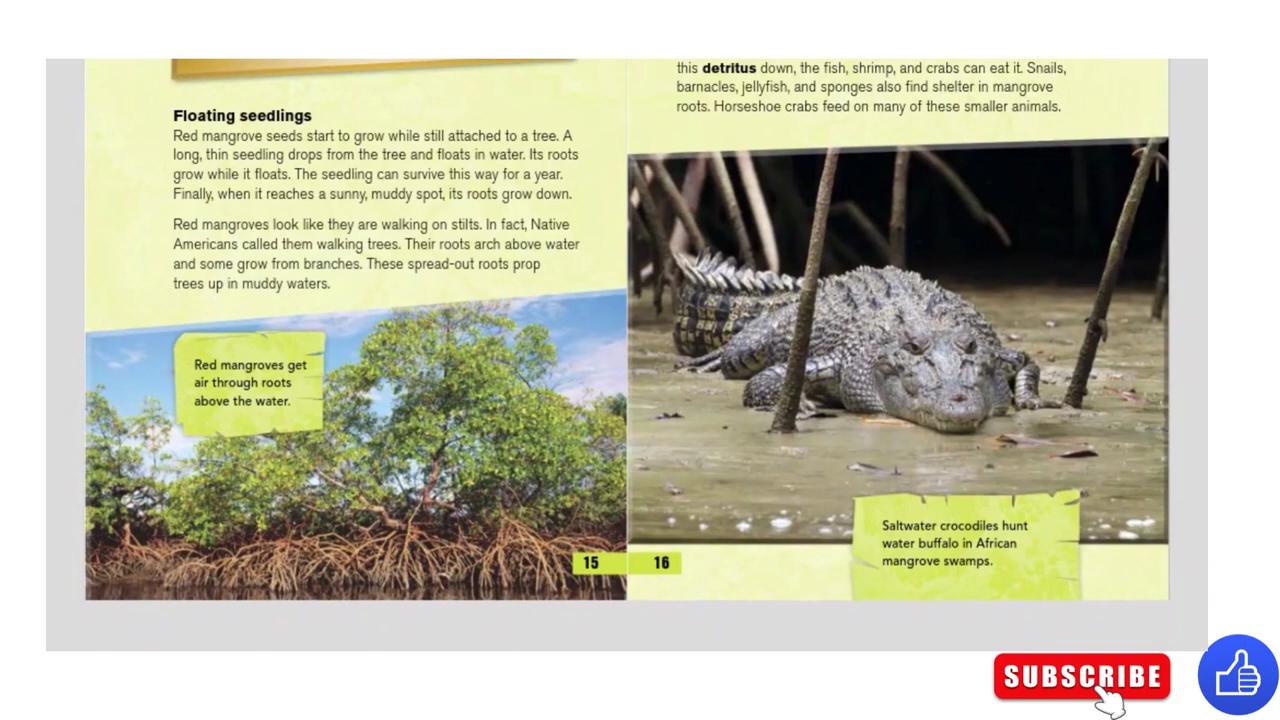 Floating seedlings
Red mangrove seeds start to grow while still attached to a tree. A
long, thin seedling drops from the tree and floats in water. Its roots
grow while it floats. The seedling can survive this way for a year.
Finally, when it reaches a sunny, muddy spot, its roots grow down.
Red mangroves look like they are walking on stilts. In fact, Native
Americans called them walking trees. Their roots arch above water
and some grow from branches. These spread-out roots prop
trees up in muddy waters.
Red mangroves get
air through roots
above the water.
15
this detritus down, the fish, shrimp, and crabs can eat it. Snails,
barnacles, jellyfish, and sponges also find shelter in mangrove
roots. Horseshoe crabs feed on many of these smaller animals.
Saltwater crocodiles hunt
water buffalo in African
mangrove swamps.
16
SUBSCRIBE